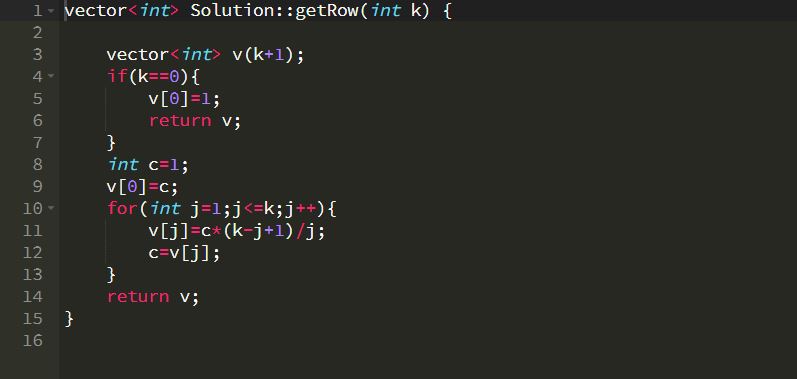 1 vector<int> Solution::getRow(int k) {
2
3     vector<int> v(k+1);
4     if(k==0){
5         v[0]=1;
6         return v;
7     }
8     int c=1;
9     v[0]=c;
10     for(int j=1;j<=k;j++){
11         v[j]=c*(k-j+1)/j;
12         c=v[j];
13     }
14     return v;
15 }
16